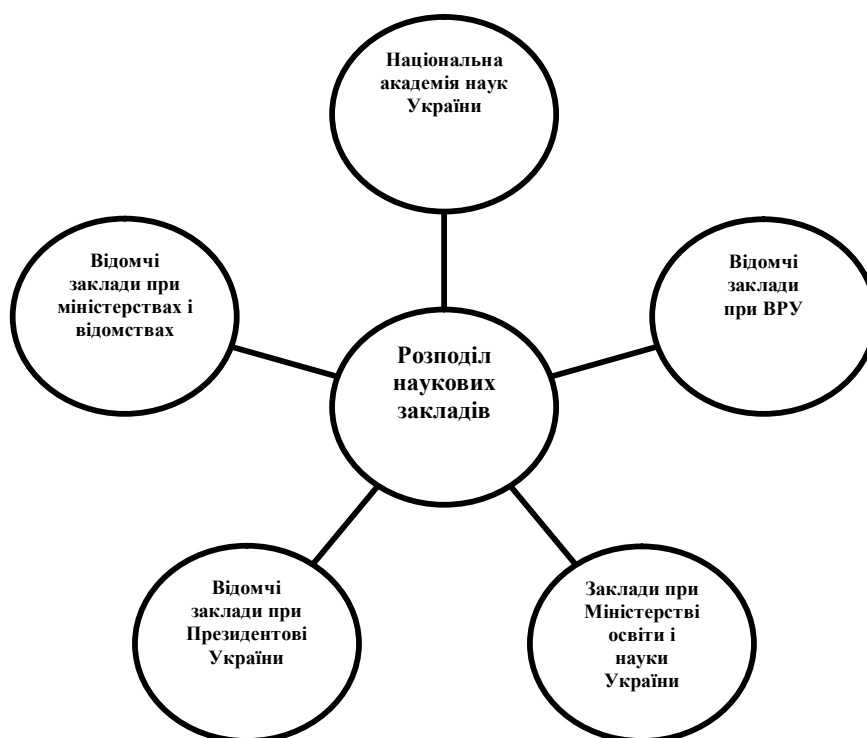 Національна
академія наук
України
Відомчі
заклади при
міністерствах і
відомствах
Відомчі
заклади
при ВРУ
Розподіл
наукових
закладів
Відомчі
заклади при
Президентові
України
Заклади при
Міністерстві
освіти і
науки
України